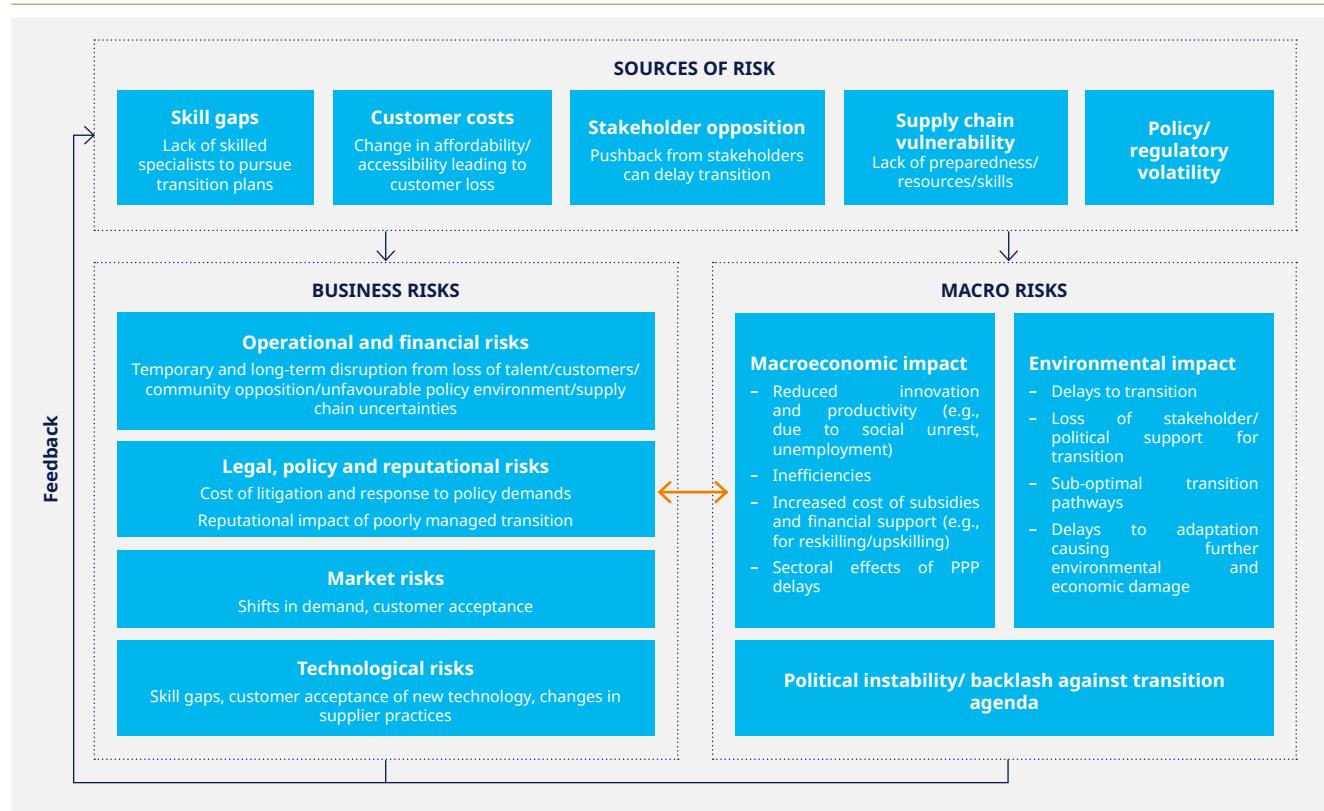 SOURCES OF RISK
Skill gaps
Lack of skilled
specialists to pursue
transition plans
Customer costs
Change in affordability/
accessibility leading to
customer loss
Stakeholder opposition
Pushback from stakeholders
can delay transition
Supply chain
vulnerability
Lack of preparedness/
resources/skills
Policy/
regulatory
volatility
Feedback
BUSINESS RISKS
Operational and financial risks
Temporary and long-term disruption from loss of talent/customers/
community opposition/unfavourable policy environment/supply
chain uncertainties
Legal, policy and reputational risks
Cost of litigation and response to policy demands
Reputational impact of poorly managed transition
Market risks
Shifts in demand, customer acceptance
Technological risks
Skill gaps, customer acceptance of new technology, changes in
supplier practices
MACRO RISKS
Macroeconomic impact
– Reduced innovation
and productivity (e.g.,
due to social unrest,
unemployment)
– Inefficiencies
– Increased cost of subsidies
and financial support (e.g.,
for reskilling/upskilling)
– Sectoral effects of PPP
delays
Environmental impact
– Delays to transition
– Loss of stakeholder/
political support for
transition
– Sub-optimal transition
pathways
– Delays to adaptation
causing further
environmental and
economic damage
Political instability/ backlash against transition
agenda